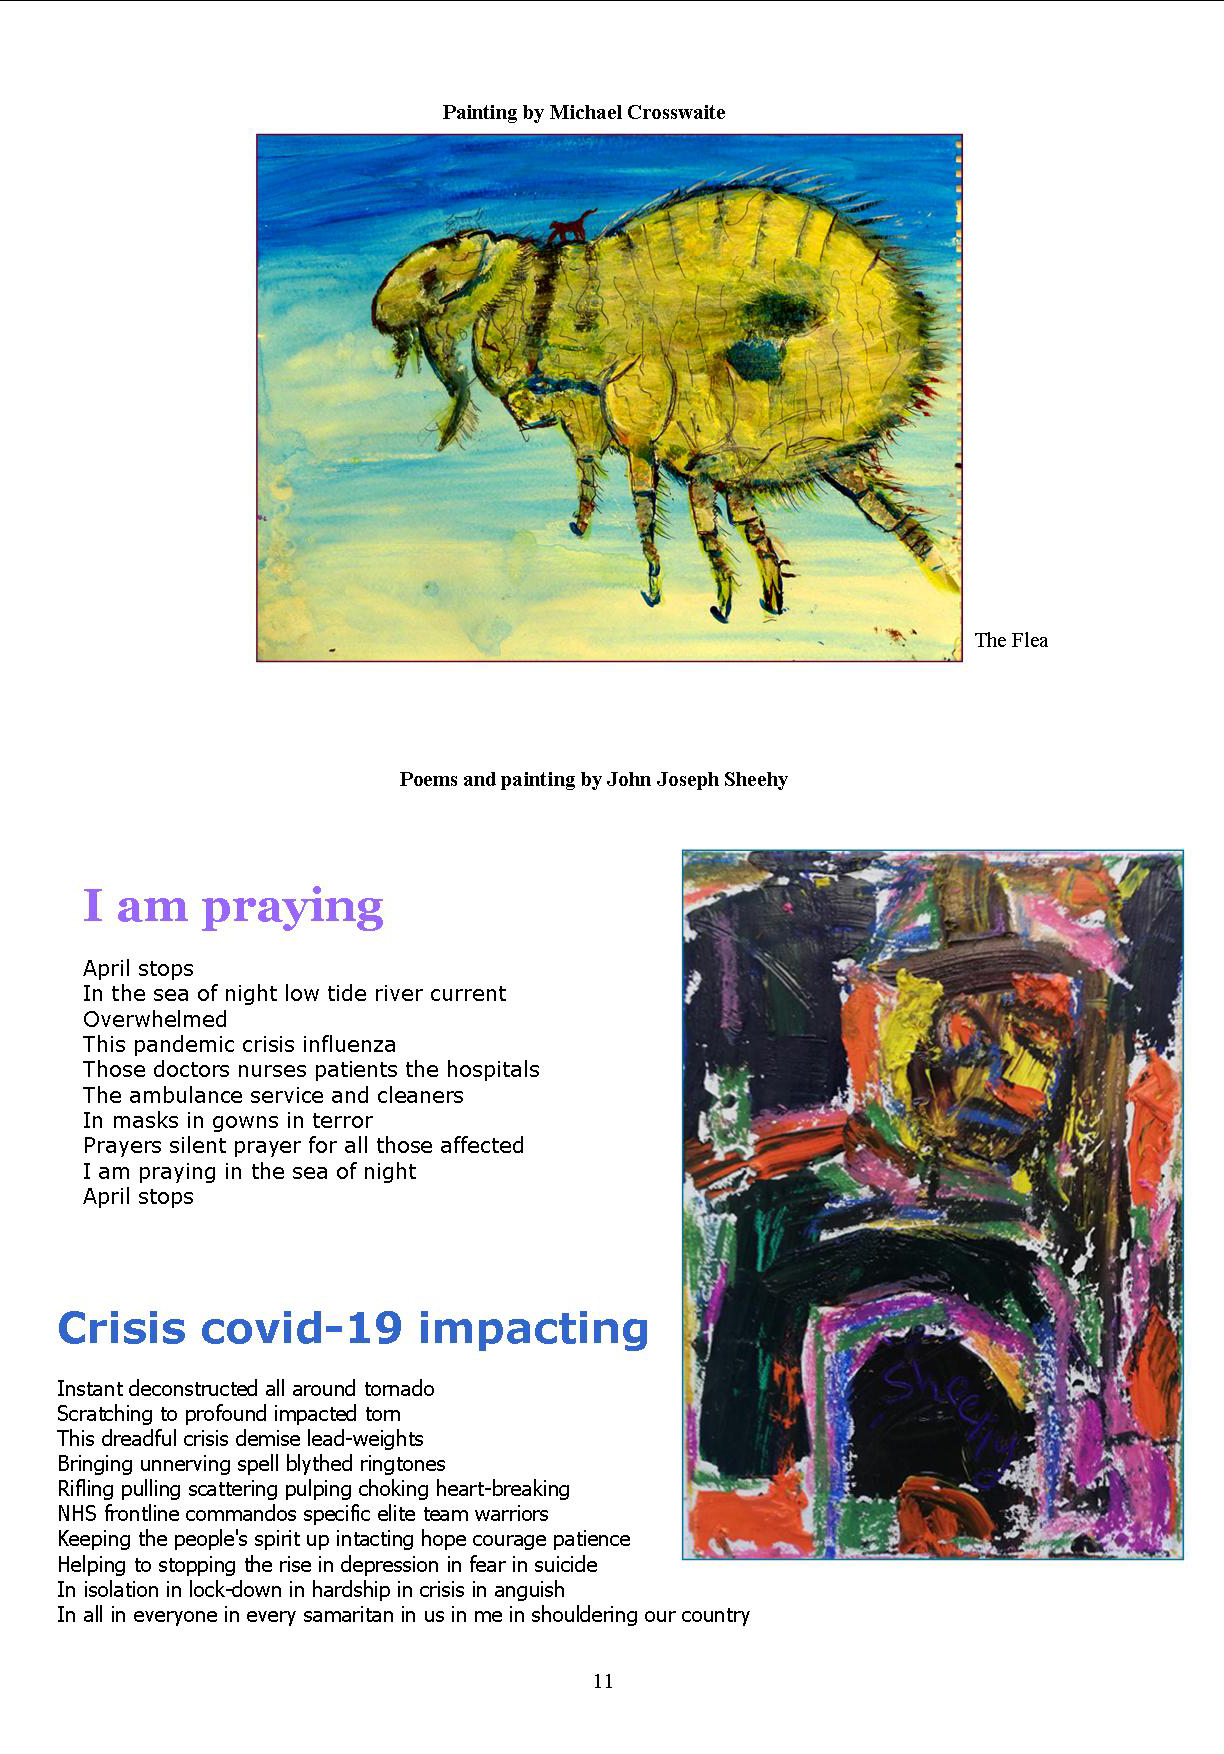 Painting by Michael Crosswaite
The Flea
Poems and painting by John Joseph Sheehy
I am praying
April stops
In the sea of night low tide river current
Overwhelmed
This pandemic crisis influenza
Those doctors nurses patients the hospitals
The ambulance service and cleaners
In masks in gowns in terror
Prayers silent prayer for all those affected
I am praying in the sea of night
April stops
Crisis covid-19 impacting
Instant deconstructed all around tornado
Scratching to profound impacted torn
This dreadful crisis demise lead-weights
Bringing unnerving spell blythed ringtones
Rifling pulling scattering pulping choking heart-breaking
NHS frontline commandos specific elite team warriors
Keeping the people's spirit up intacting hope courage patience
Helping to stopping the rise in depression in fear in suicide
In isolation in lock-down in hardship in crisis in anguish
In all in everyone in every samaritan in us in me in shouldering our country
Sheehy
11